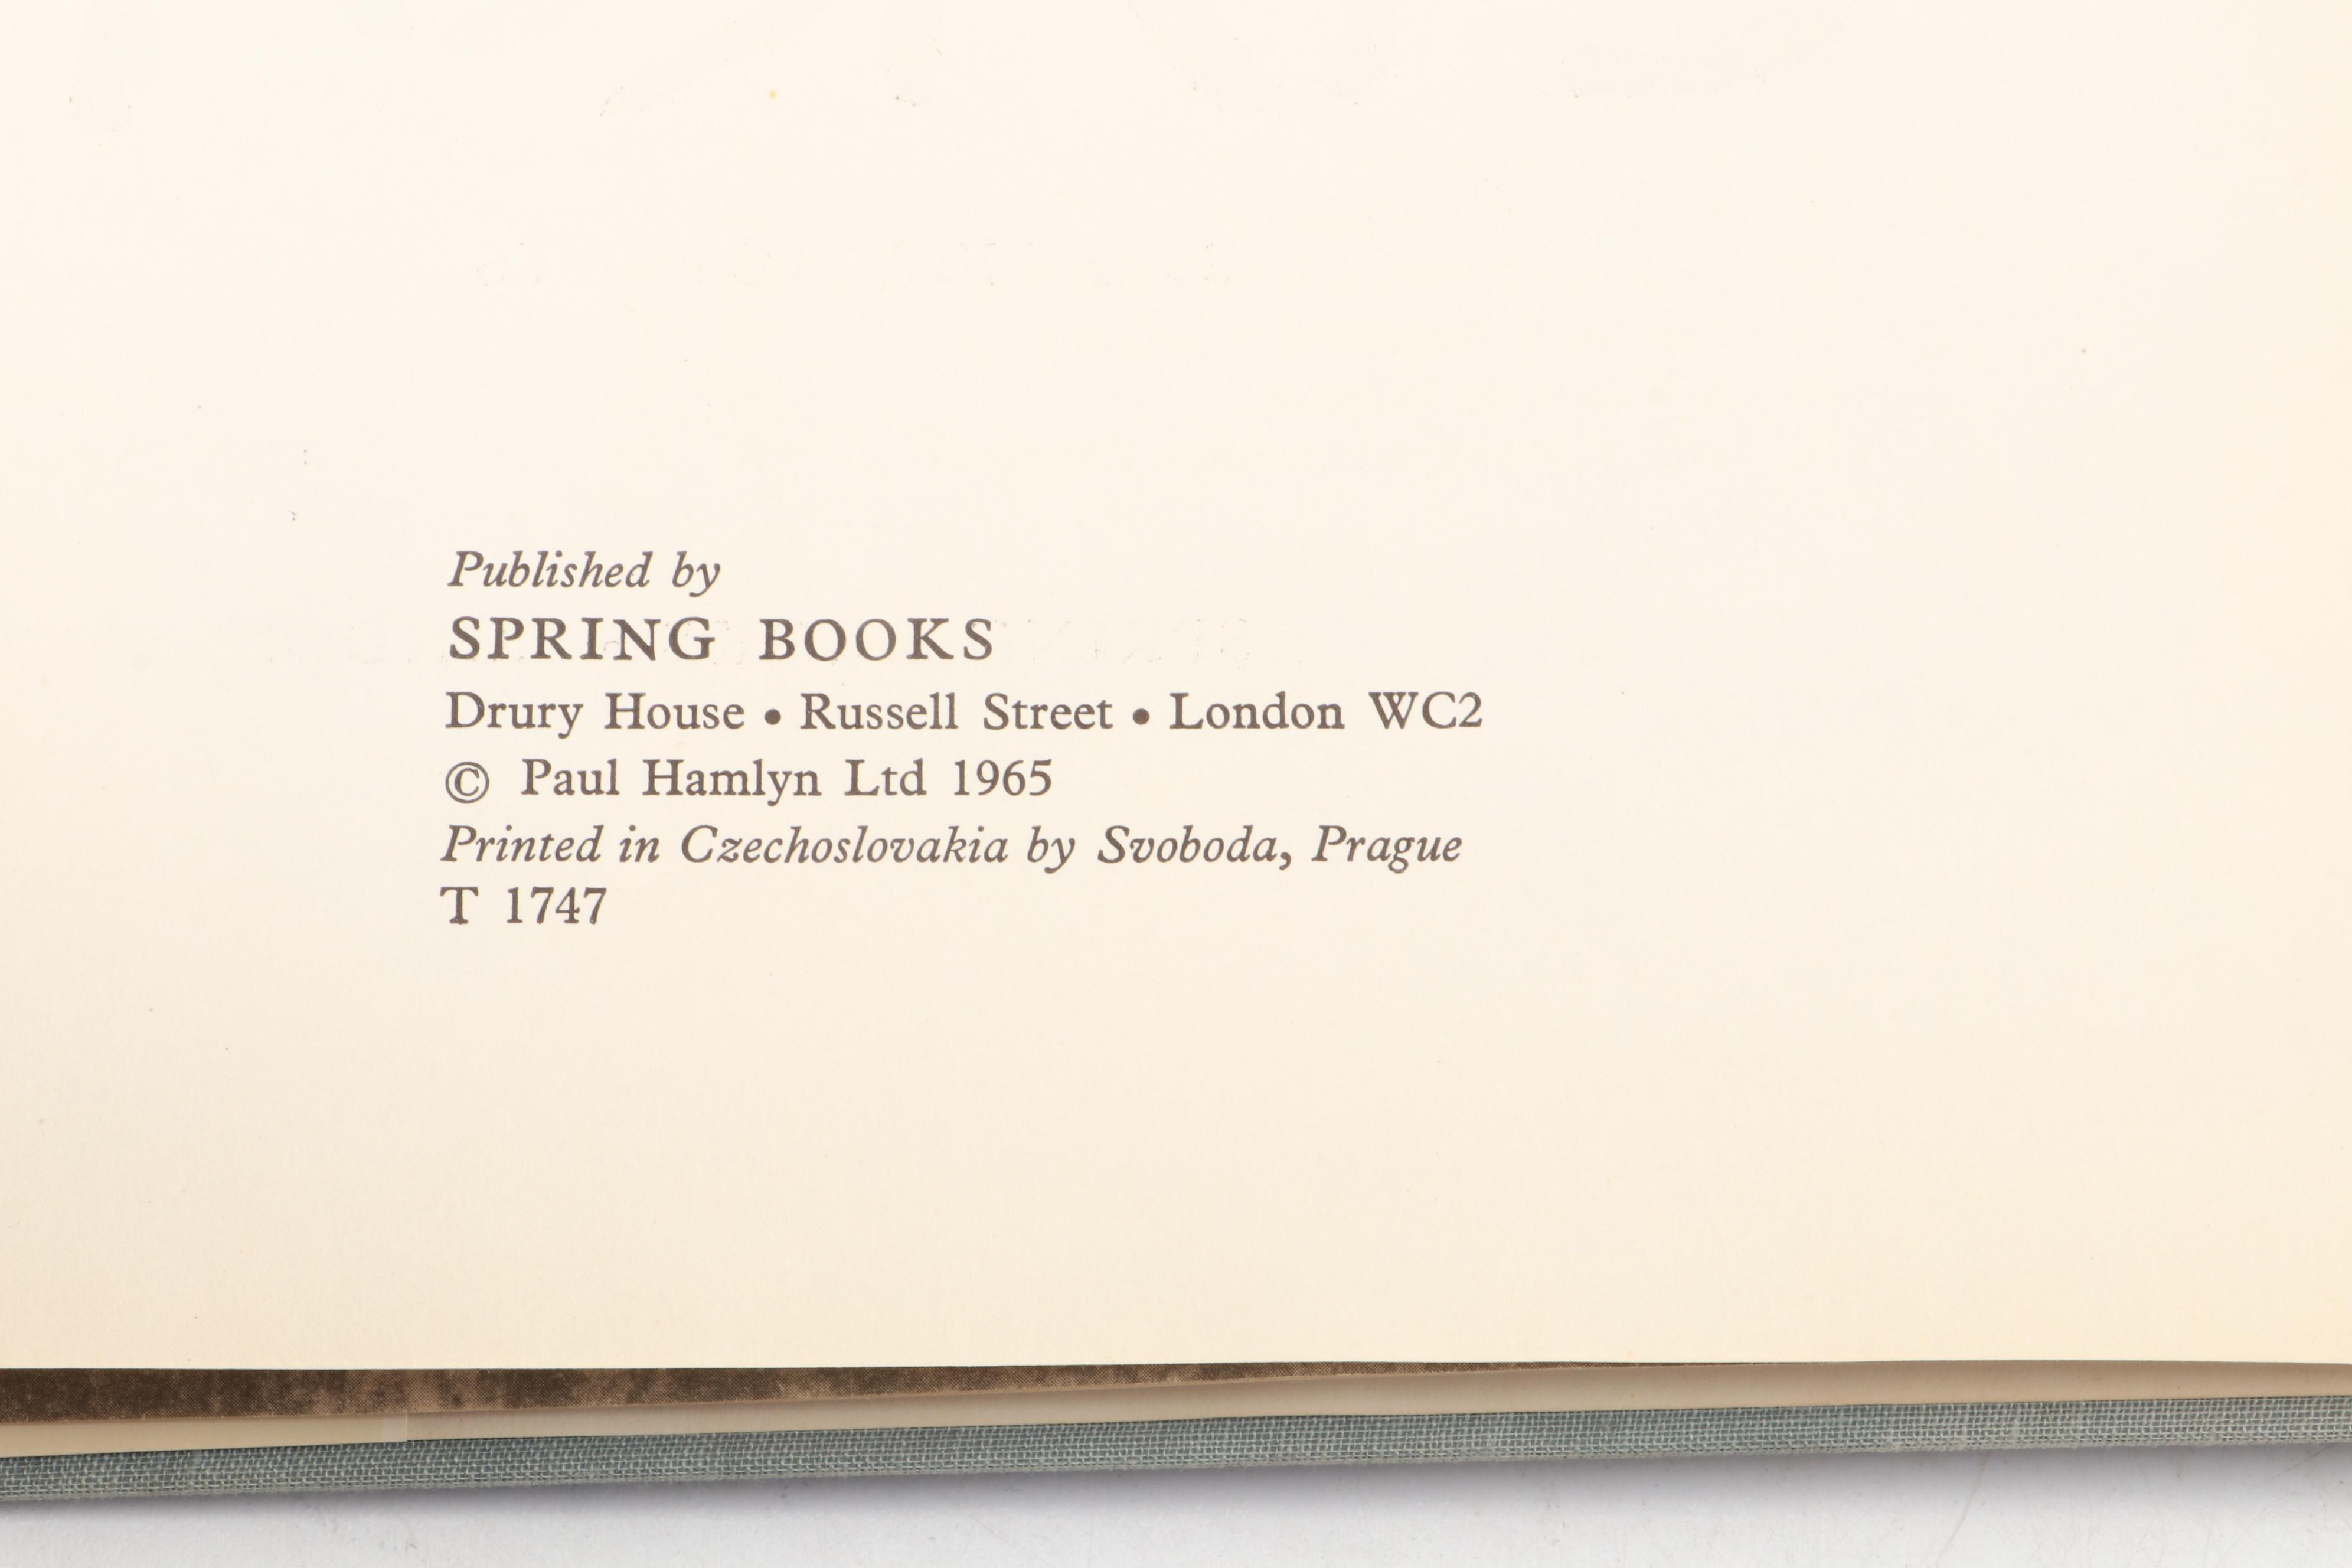 Published by
SPRING BOOKS
Drury House • Russell Street • London WC2
© Paul Hamlyn Ltd 1965
Printed in Czechoslovakia by Svoboda, Prague
T 1747